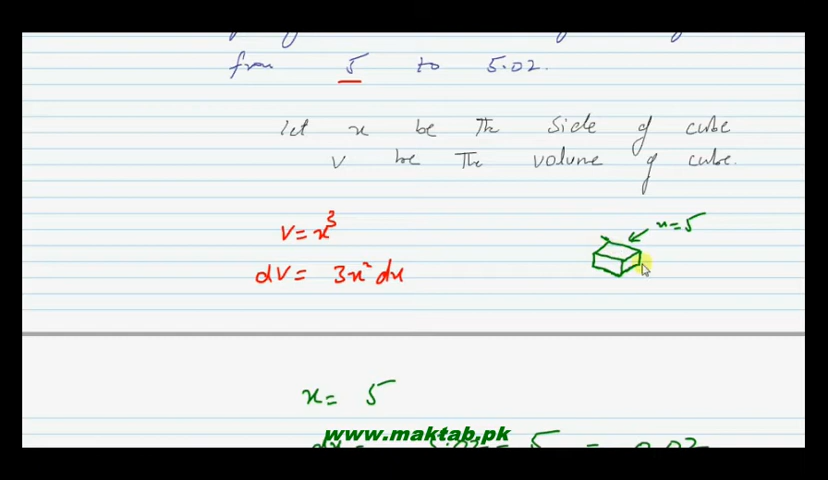 from 5 to 5.02.
let x be the side of cube
v be the volume of cube.
x=5
V = x³
dV = 3x² dx
x = 5
www.maktab.pk